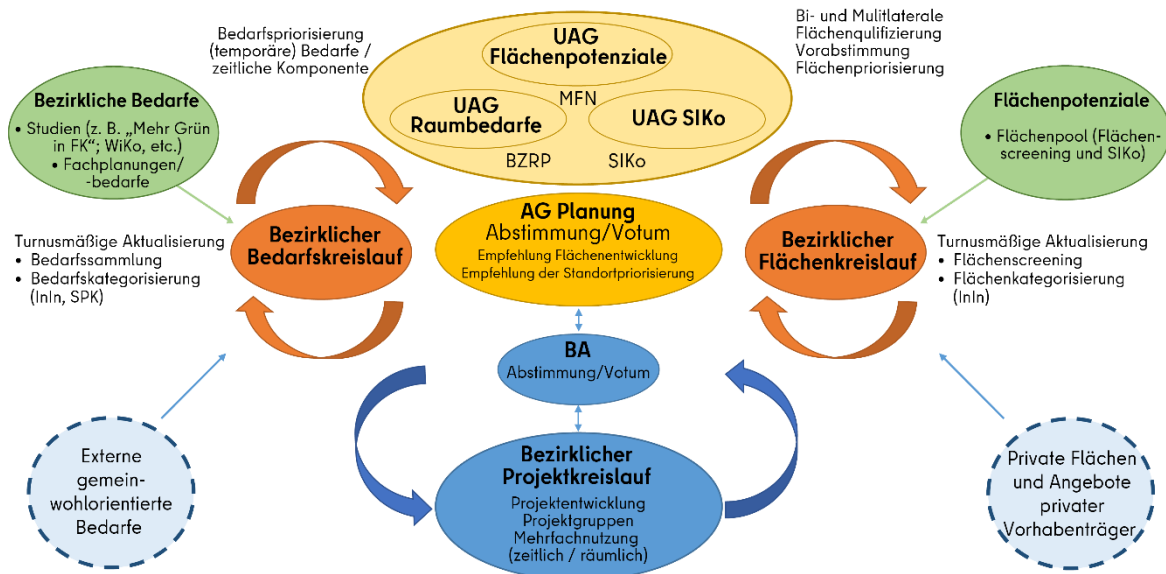 Bedarfspriorisierung
(temporäre) Bedarfe /
zeitliche Komponente
UAG
Flächenpotenziale
MFN
UAG
Raumbedarfe
UAG SIKo
BZRP
SIKo
Bi- und Mulitlaterale
Flächenqulifizierung
Vorabstimmung
Flächenpriorisierung
Bezirkliche Bedarfe
• Studien (z. B. „Mehr Grün
in FK“; WiKo, etc.)
• Fachplanungen/
-bedarfe
Flächenpotenziale
• Flächenpool (Flächen-
screening und SIKo)
Bezirklicher
Bedarfskreislauf
AG Planung
Abstimmung/Votum
Empfehlung Flächenentwicklung
Empfehlung der Standortpriorisierung
Bezirklicher
Flächenkreislauf
Turnusmäßige Aktualisierung
• Bedarfssammlung
• Bedarfskategorisierung
(InIn, SPK)
Turnusmäßige Aktualisierung
• Flächenscreening
• Flächenkategorisierung
(InIn)
BA
Abstimmung/Votum
Externe
gemein-
wohlorientierte
Bedarfe
Bezirklicher
Projektkreislauf
Projektentwicklung
Projektgruppen
Mehrfachnutzung
(zeitlich / räumlich)
Private Flächen
und Angebote
privater
Vorhabenträger